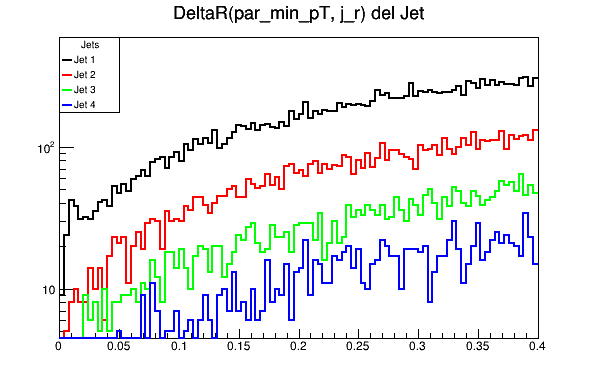 DeltaR(par_min_pT, j_r) del Jet
Jets
Jet 1
Jet 2
Jet 3
Jet 4
10²
10
0 0.05 0.1 0.15 0.2 0.25 0.3 0.35 0.4